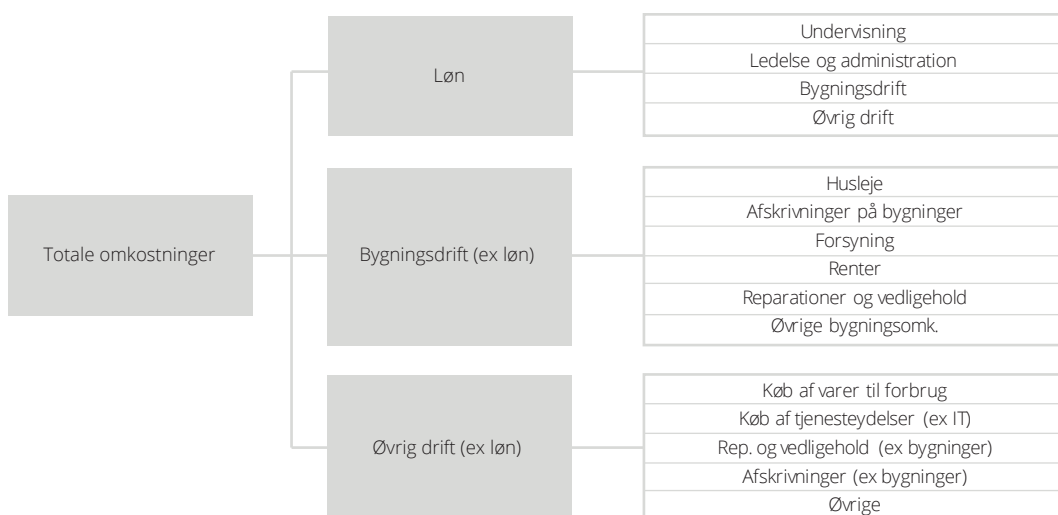 Totale omkostninger
Løn
Undervisning
Ledelse og administration
Bygningsdrift
Øvrig drift
Bygningsdrift (ex løn)
Husleje
Afskrivninger på bygninger
Forsyning
Renter
Reparationer og vedligehold
Øvrige bygningsomk.
Øvrig drift (ex løn)
Køb af varer til forbrug
Køb af tjenesteydelser (ex IT)
Rep. og vedligehold (ex bygninger)
Afskrivninger (ex bygninger)
Øvrige